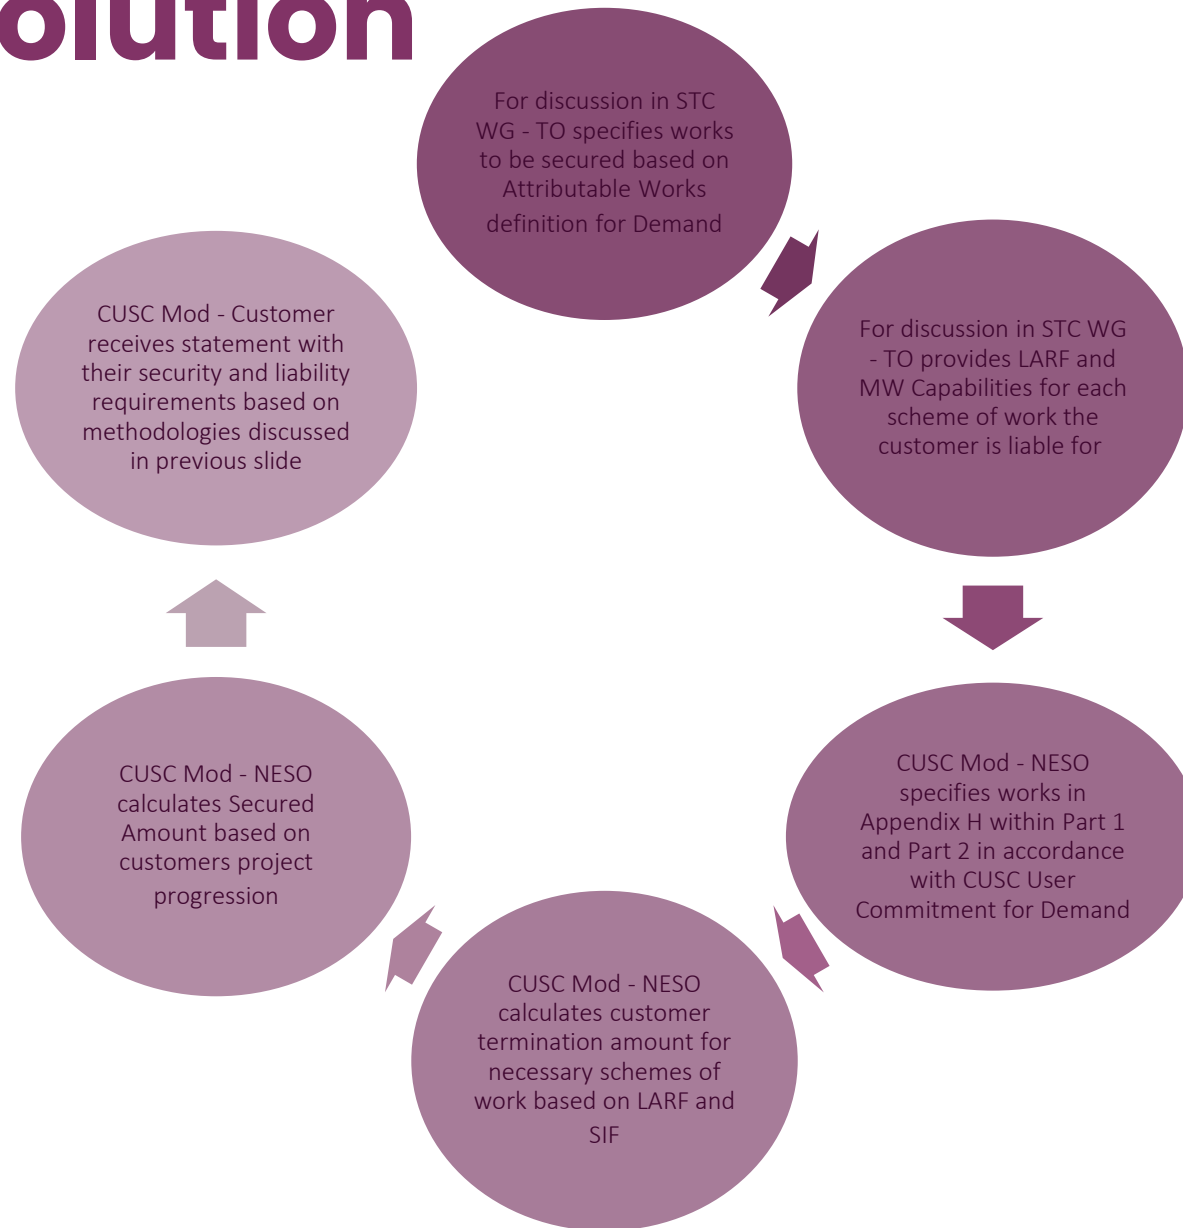 olution
For discussion in STC
WG - TO specifies works
to be secured based on
Attributable Works
definition for Demand
For discussion in STC WG
- TO provides LARF and
MW Capabilities for each
scheme of work the
customer is liable for
CUSC Mod - NESO
specifies works in
Appendix H within Part 1
and Part 2 in accordance
with CUSC User
Commitment for Demand
CUSC Mod - NESO
calculates customer
termination amount for
necessary schemes of
work based on LARF and
SIF
CUSC Mod - NESO
calculates Secured
Amount based on
customers project
progression
CUSC Mod - Customer
receives statement with
their security and liability
requirements based on
methodologies discussed
in previous slide